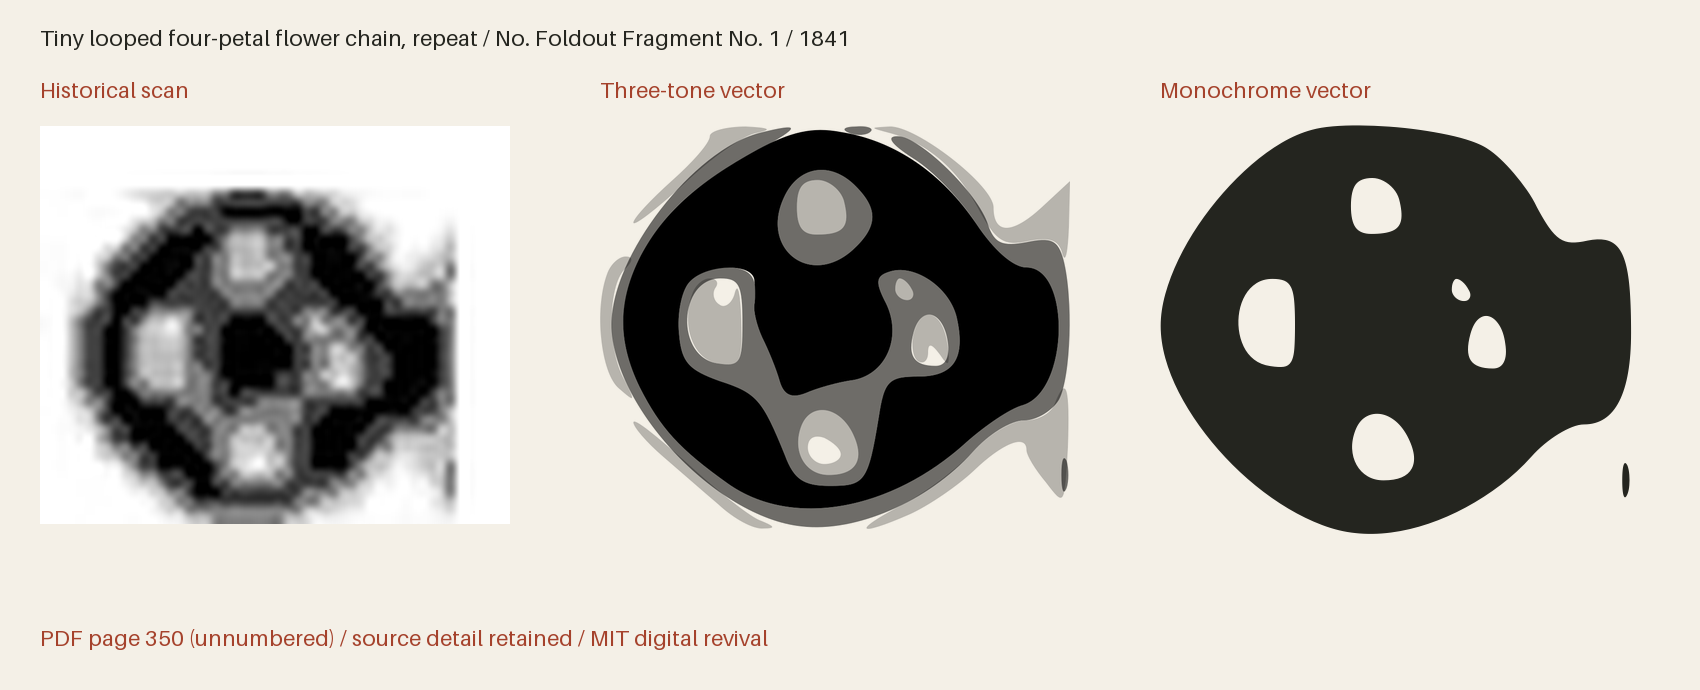 Tiny looped four-petal flower chain, repeat / No. Foldout Fragment No. 1 / 1841
Historical scan
Three-tone vector
Monochrome vector
PDF page 350 (unnumbered) / source detail retained / MIT digital revival